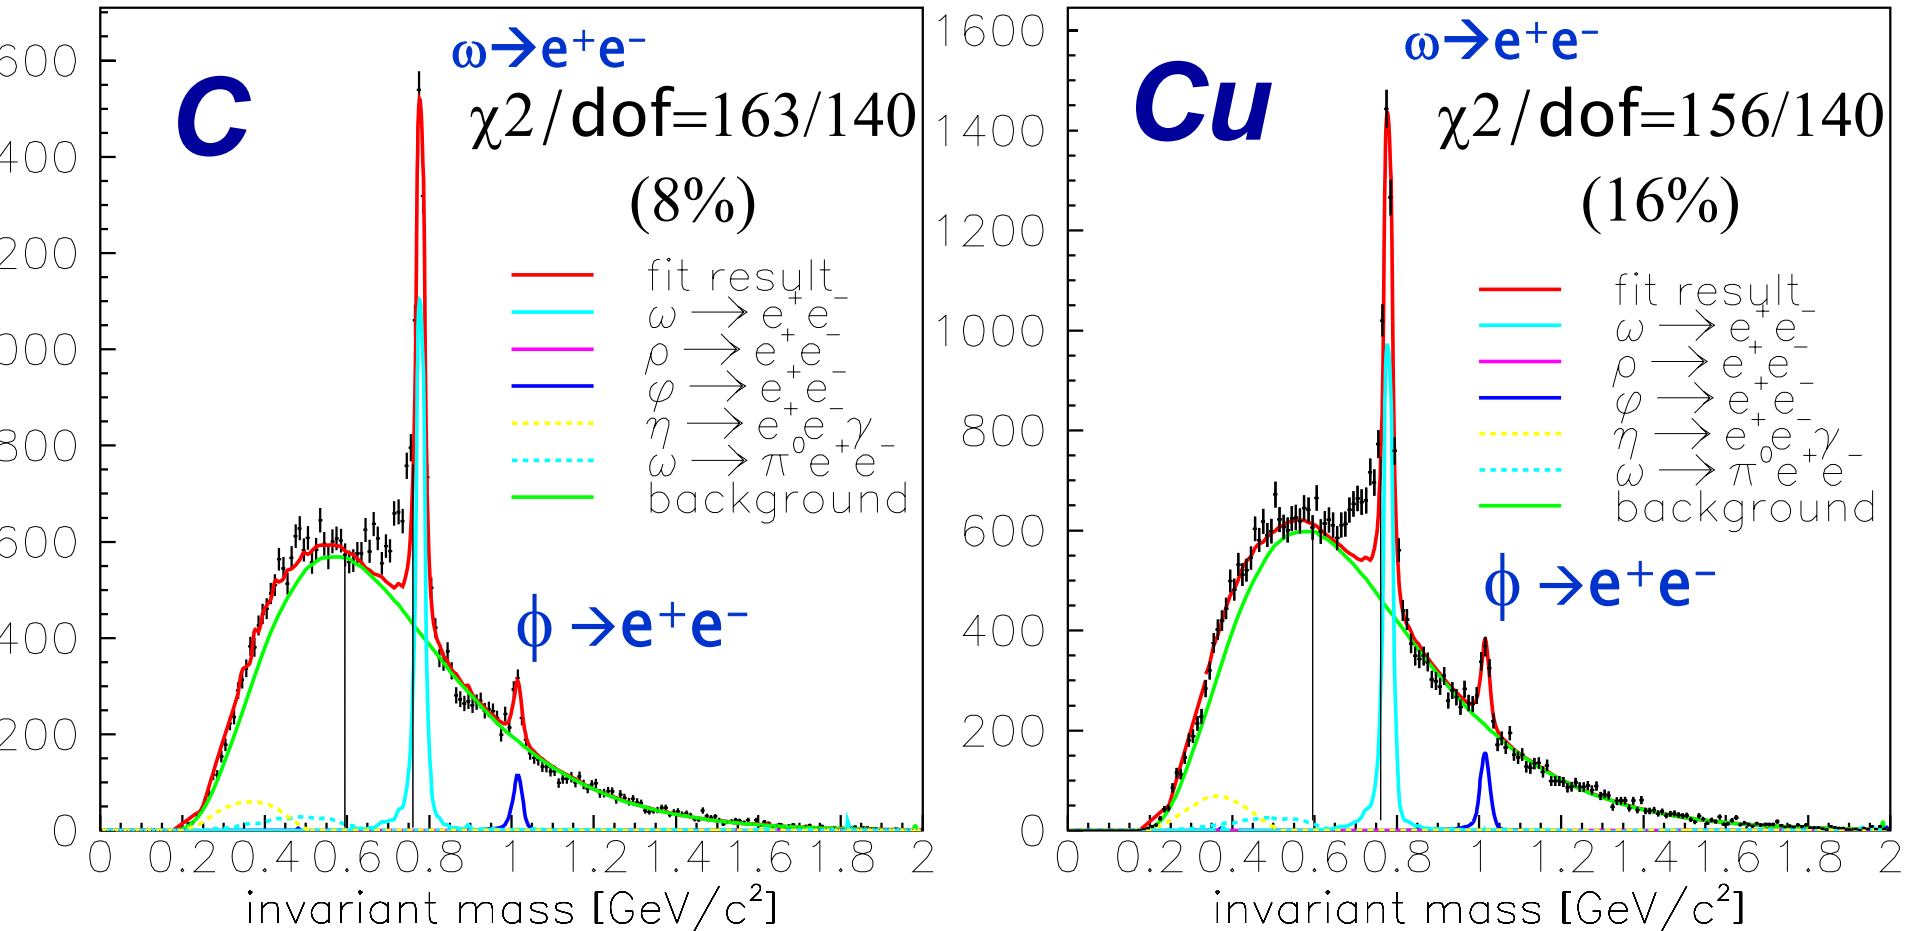 C
ω→e⁺e⁻
χ2/dof=163/140
(8%)
fit result
ω → e⁺e⁻
ρ → e⁺e⁻
φ → e⁺e⁻
η → e⁺e⁻γ
ω → π⁰e⁺e⁻
background
ϕ →e⁺e⁻
600
400
200
000
800
600
400
200
0
0 0.2 0.4 0.6 0.8 1 1.2 1.4 1.6 1.8 2
invariant mass [GeV/c²]
Cu
ω→e⁺e⁻
χ2/dof=156/140
(16%)
fit result
ω → e⁺e⁻
ρ → e⁺e⁻
φ → e⁺e⁻
η → e⁺e⁻γ
ω → π⁰e⁺e⁻
background
ϕ →e⁺e⁻
1600
1400
1200
1000
800
600
400
200
0
0 0.2 0.4 0.6 0.8 1 1.2 1.4 1.6 1.8 2
invariant mass [GeV/c²]